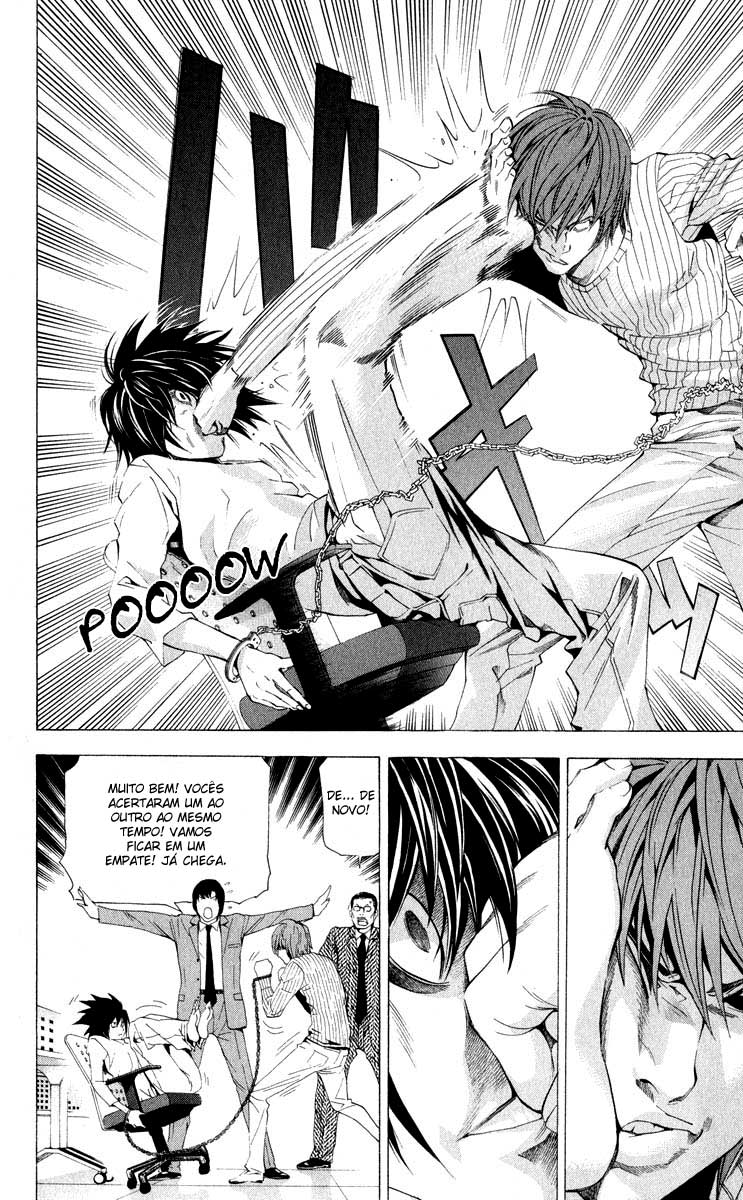 POOOOOW
MUITO BEM! VOCÊS
ACERTARAM UM AO
OUTRO AO MESMO
TEMPO! VAMOS
FICAR EM UM
EMPATE! JÁ CHEGA.
DE... DE
NOVO!